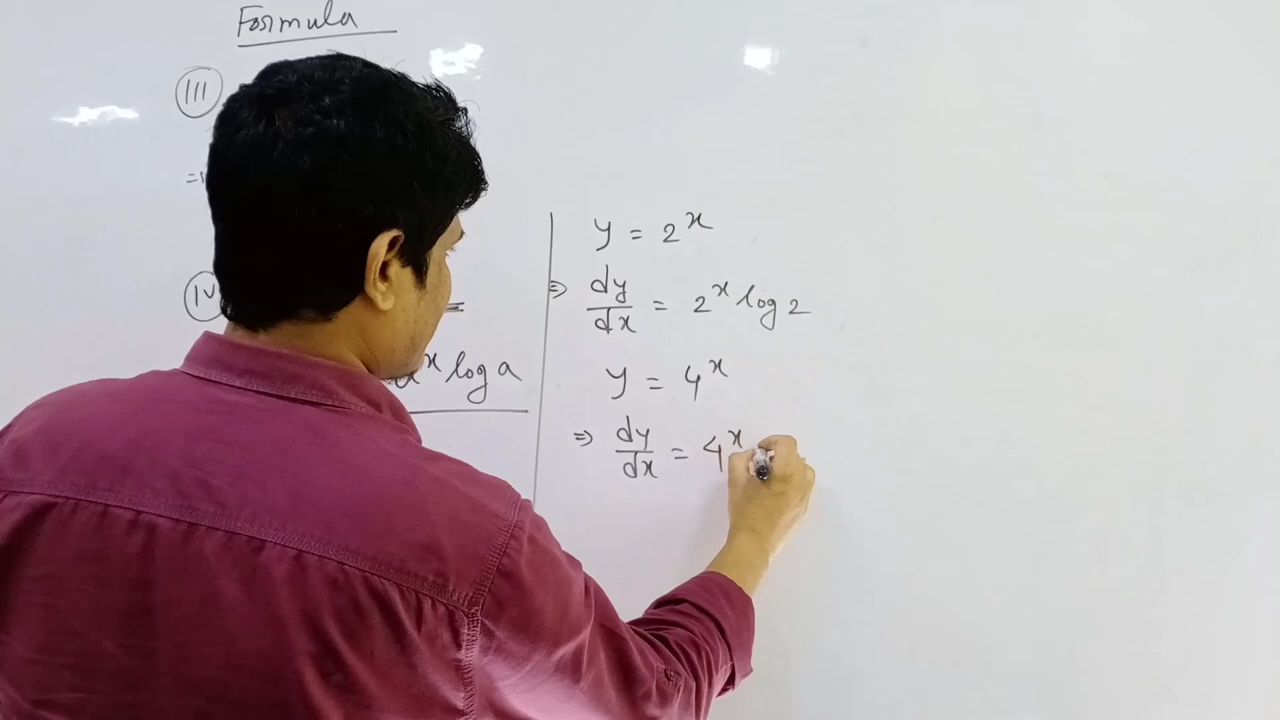 Formula
III
IV
x log a
y = 2^x
⇒ dy/dx = 2^x log 2
y = 4^x
⇒ dy/dx = 4^x